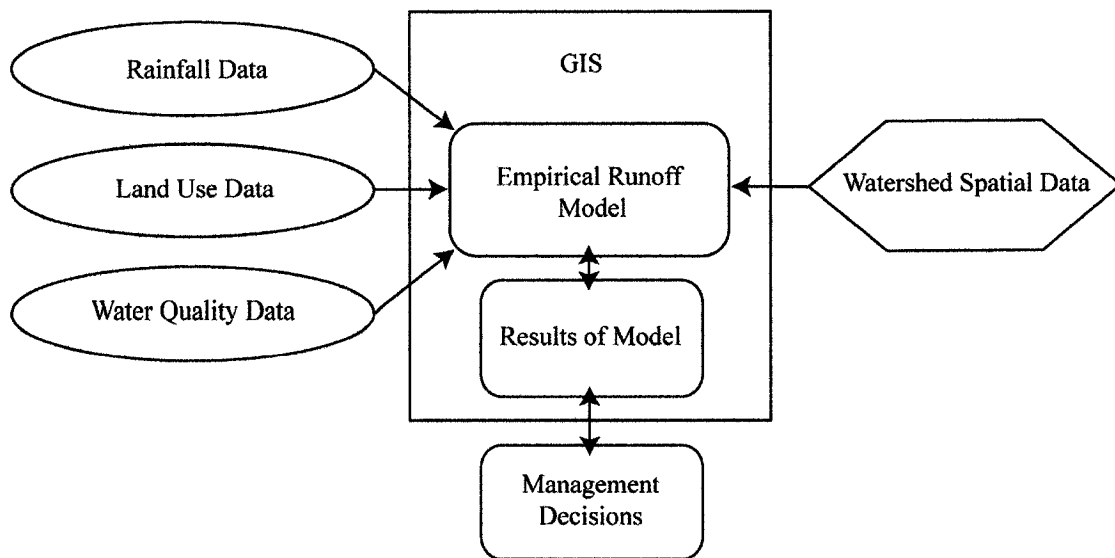 Rainfall Data
GIS
Land Use Data
Empirical Runoff
Model
Watershed Spatial Data
Water Quality Data
Results of Model
Management
Decisions